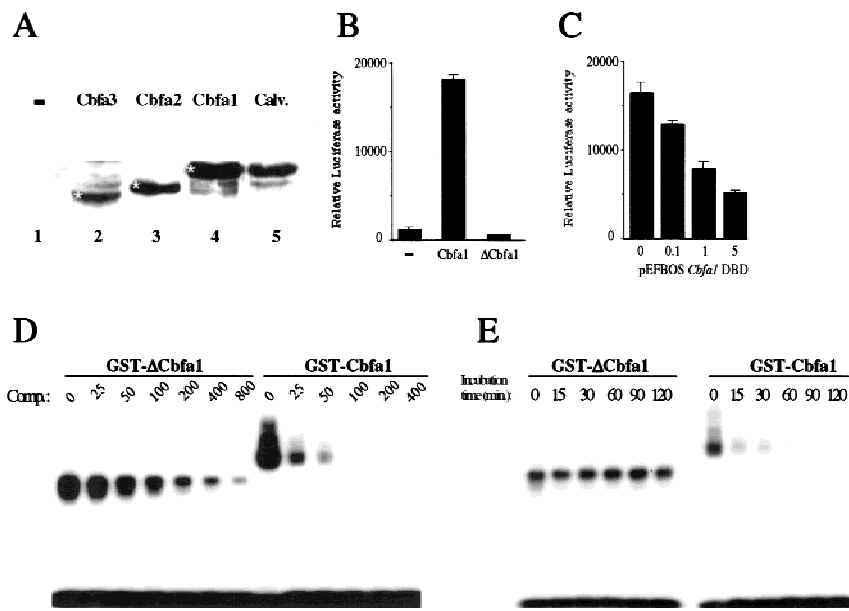 A
- Cbfa3 Cbfa2 Cbfa1 Calv.
* * *
1 2 3 4 5
B
Relative Luciferase activity
20000
10000
0
- Cbfa1 ΔCbfa1
C
Relative Luciferase activity
20000
10000
0
0 0.1 1 5
pEFBOS Cbfa1 DBD
D
GST-ΔCbfa1 GST-Cbfa1
Comp.: 0 25 50 100 200 400 800 0 25 50 100 200 400
E
GST-ΔCbfa1 GST-Cbfa1
Incubation
time(min.): 0 15 30 60 90 120 0 15 30 60 90 120